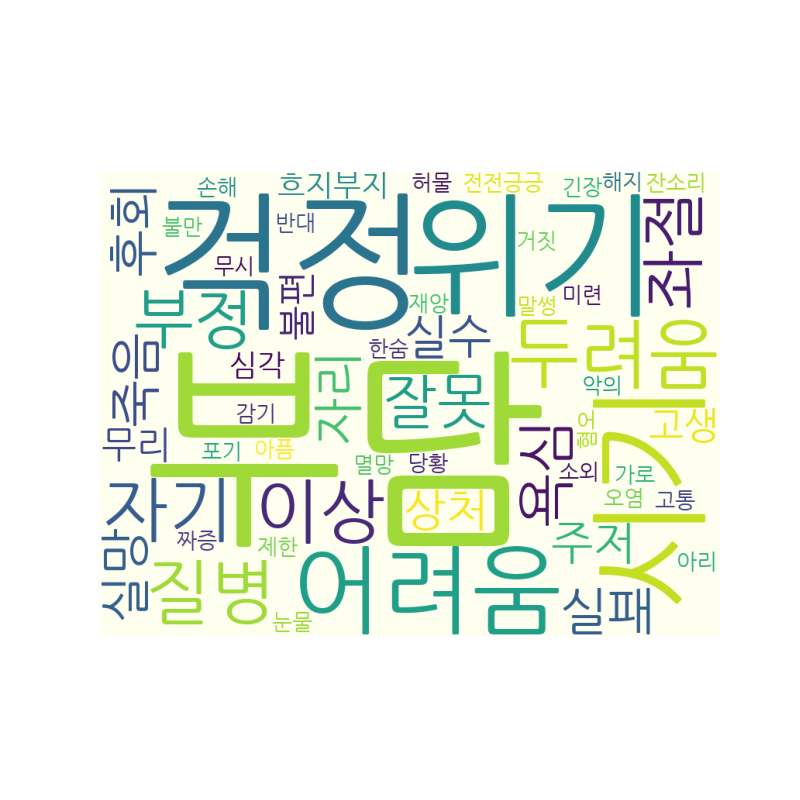 손해
흐지부지
허물
전전긍긍
긴장
해지
잔소리
후회
불만
걱정
반대
위기
거짓
좌절
무시
부정
불편
재앙
말썽
미련
실수
두려움
죽음
심각
자리
한숨
부담
잘못
악의
시기
무리
감기
포기
아픔
멸망
당황
욕심
혐오
고생
소외
가로
자기
이상
상처
오염
고통
실망
짜증
제한
어려움
주저
아리
질병
눈물
실패